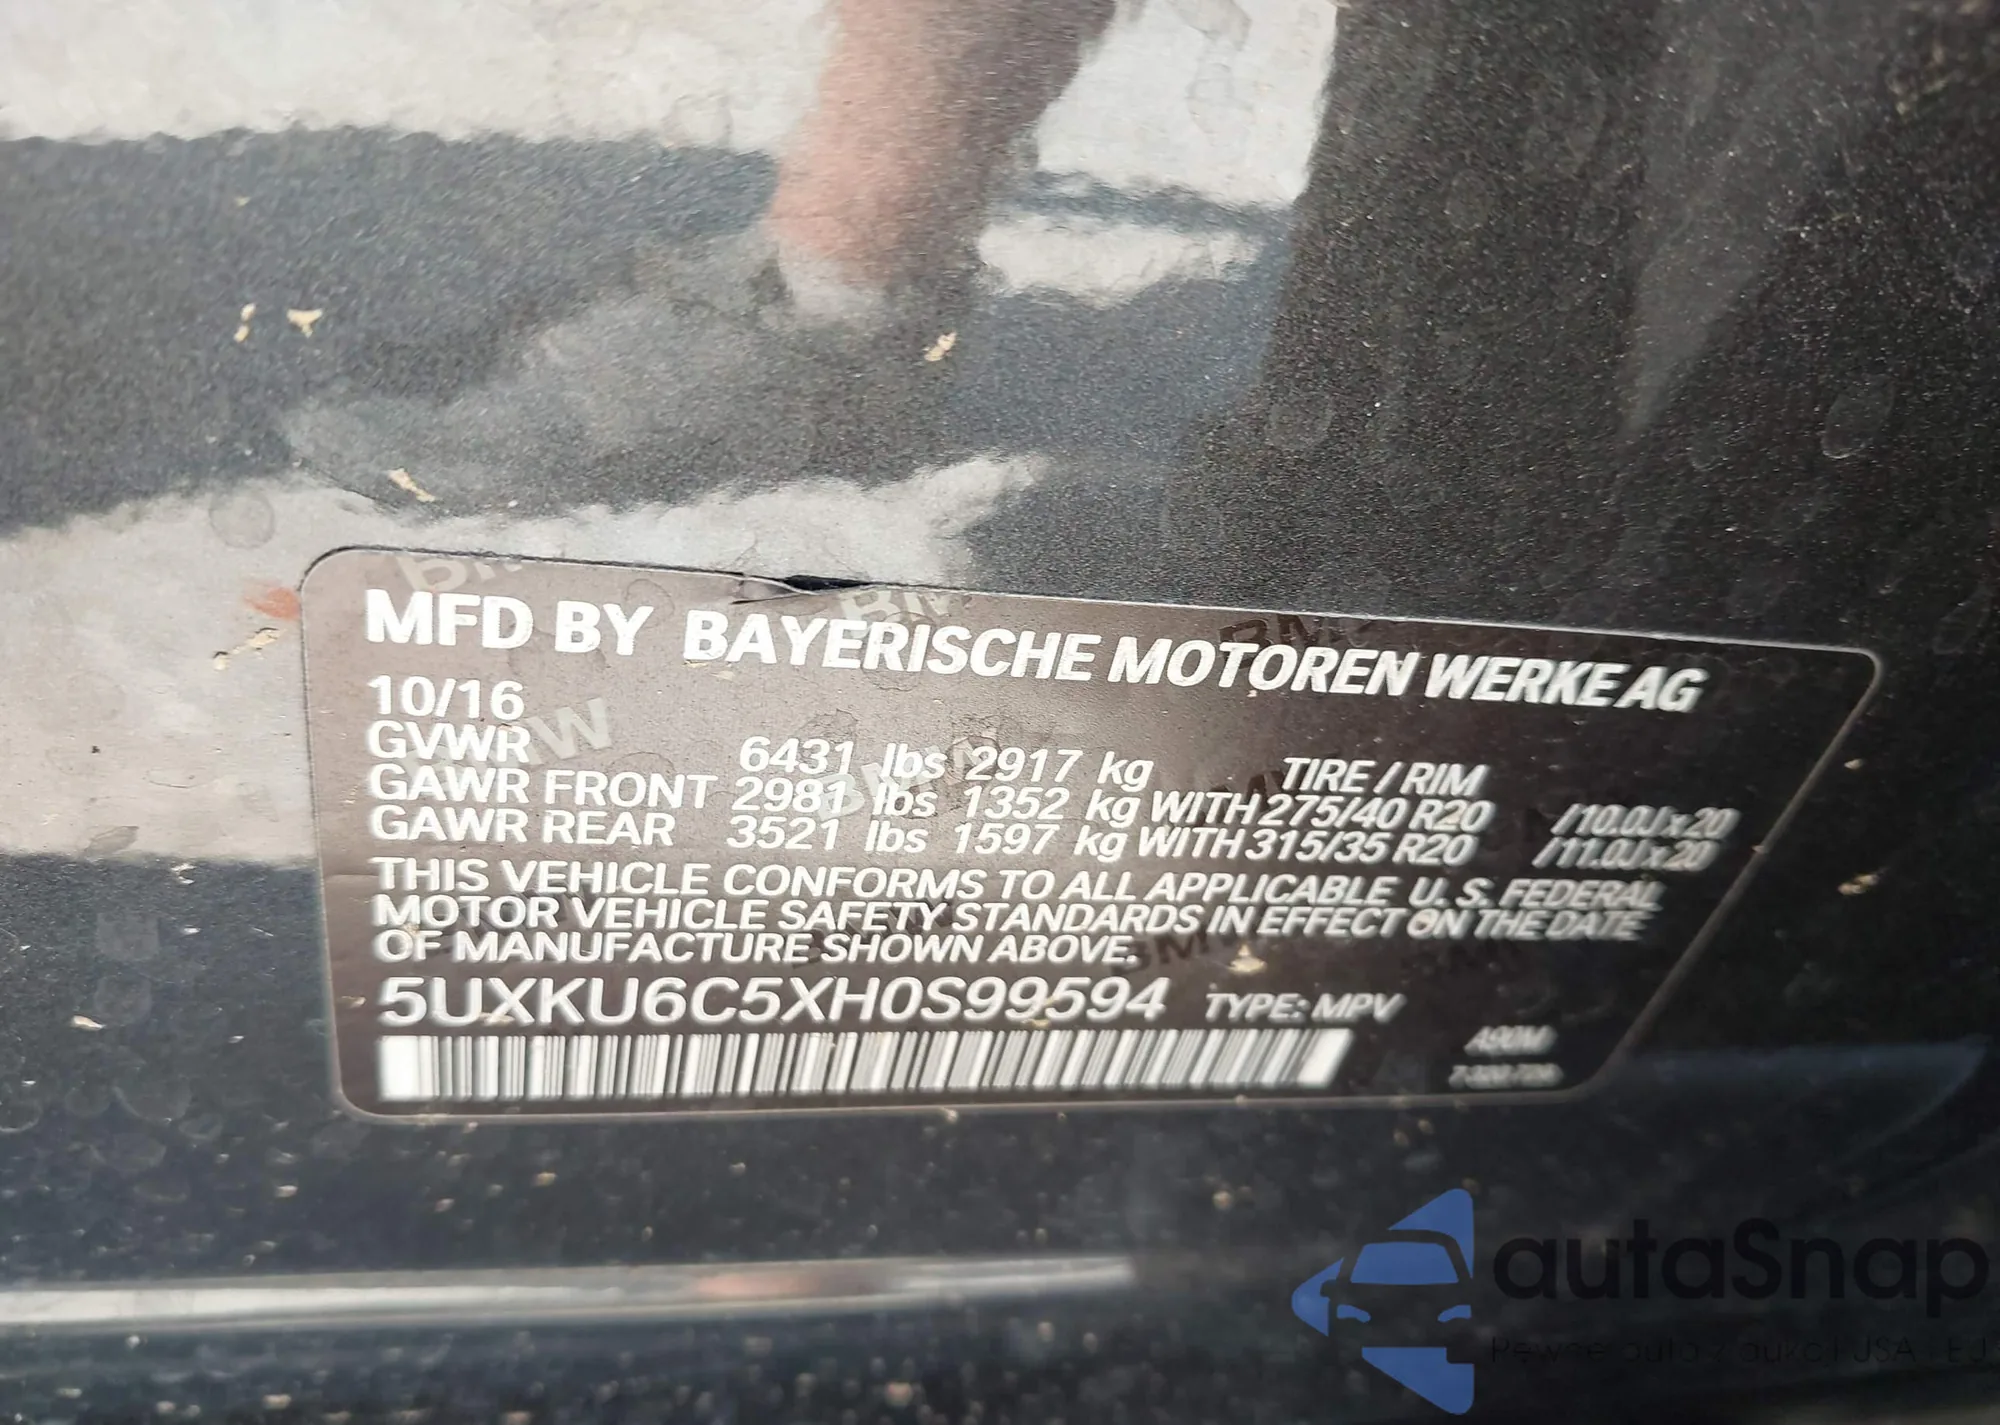 MFD BY BAYERISCHE MOTOREN WERKE AG
10/16
GVWR 6431 lbs 2917 kg TIRE / RIM
GAWR FRONT 2981 lbs 1352 kg WITH 275/40 R20 /10.0Jx20
GAWR REAR 3521 lbs 1597 kg WITH 315/35 R20 /11.0Jx20
THIS VEHICLE CONFORMS TO ALL APPLICABLE U. S. FEDERAL
MOTOR VEHICLE SAFETY STANDARDS IN EFFECT ON THE DATE
OF MANUFACTURE SHOWN ABOVE.
5UXKU6C5XH0S99594 TYPE: MPV
A90M
autaSnap